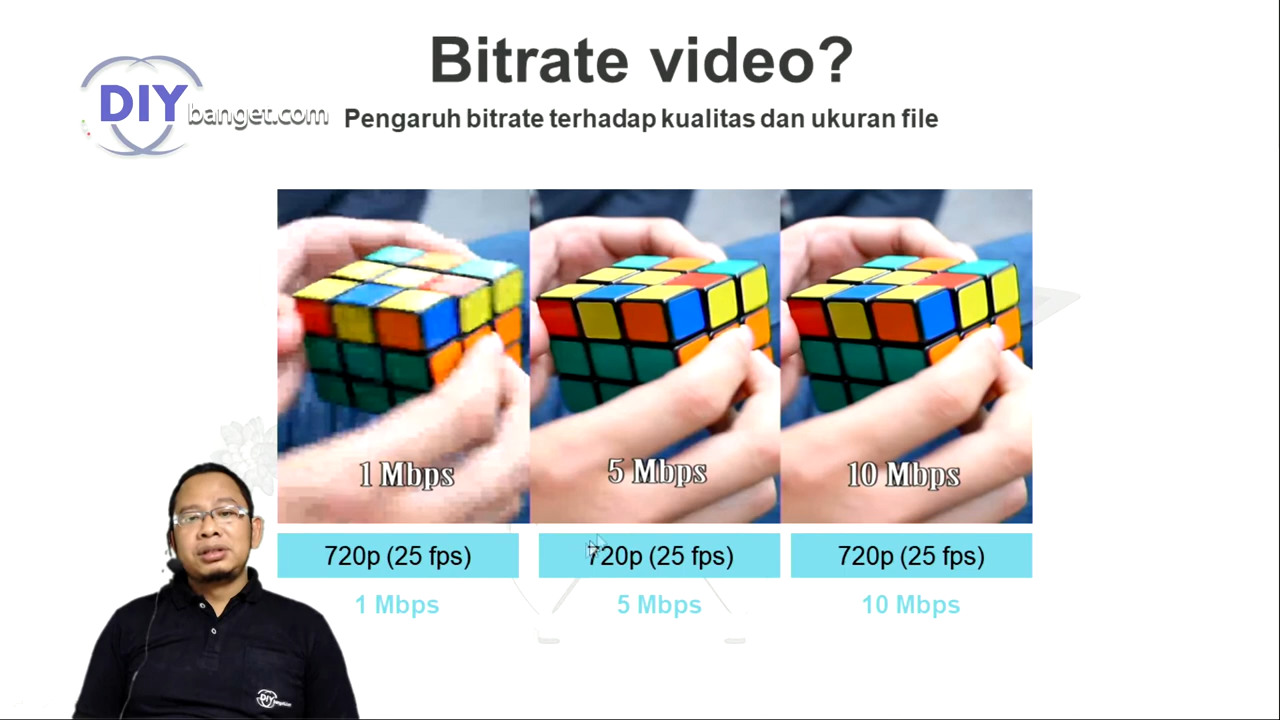 Bitrate video?
DIY banget.com
Pengaruh bitrate terhadap kualitas dan ukuran file
1 Mbps
5 Mbps
10 Mbps
720p (25 fps)
720p (25 fps)
720p (25 fps)
1 Mbps
5 Mbps
10 Mbps
DIY